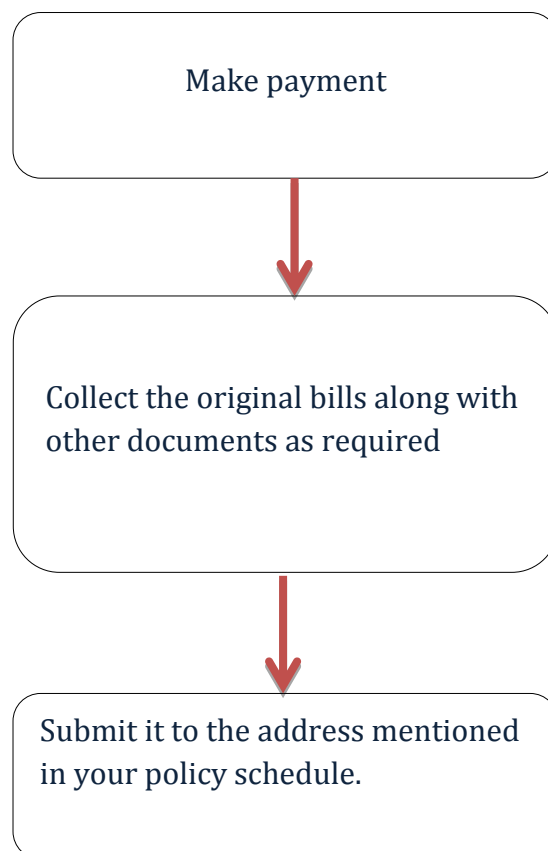 Make payment
Collect the original bills along with
other documents as required
Submit it to the address mentioned
in your policy schedule.